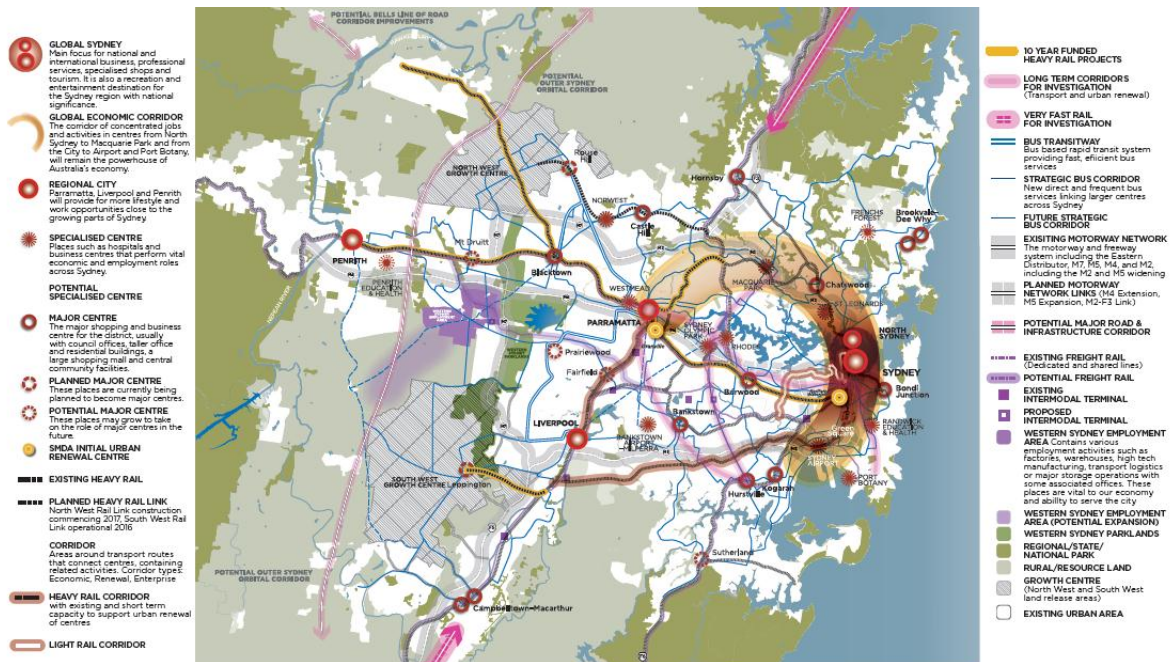 GLOBAL SYDNEY
Main focus for national and
international business, professional
services, specialised shops and
tourism. It is also a recreation and
entertainment destination for
the Sydney region with national
significance.
GLOBAL ECONOMIC CORRIDOR
The corridor of concentrated jobs
and activities in centres from North
Sydney to Macquarie Park and from
the City to Airport and Port Botany,
will remain the powerhouse of
Australia's economy.
REGIONAL CITY
Parramatta, Liverpool and Penrith
will provide for more lifestyle and
work opportunities close to the
growing parts of Sydney.
SPECIALISED CENTRE
Places such as hospitals and
business centres that perform vital
economic and employment roles
across Sydney.
POTENTIAL
SPECIALISED CENTRE
MAJOR CENTRE
The major shopping and business
centre for the district, usually
with council offices, taller office
and residential buildings, a
large shopping mall and central
community facilities.
PLANNED MAJOR CENTRE
These places are currently being
planned to become major centres.
POTENTIAL MAJOR CENTRE
These places may grow to take
on the role of major centres in the
future.
SMDA INITIAL URBAN
RENEWAL CENTRE
EXISTING HEAVY RAIL
PLANNED HEAVY RAIL LINK
North West Rail Link construction
commencing 2017, South West Rail
Link operational 2016
CORRIDOR
Areas around transport routes
that connect centres, containing
related activities. Corridor types:
Economic, Renewal, Enterprise
HEAVY RAIL CORRIDOR
with existing and short term
capacity to support urban renewal
of centres
LIGHT RAIL CORRIDOR
POTENTIAL BELLS LINE OF ROAD
CORRIDOR IMPROVEMENTS
POTENTIAL
OUTER SYDNEY
ORBITAL CORRIDOR
NORTH WEST
GROWTH CENTRE
Rouse
Hill
NORWEST
Castle
Hill
Hornsby
FRENCHS
FOREST
Brookvale-
Dee Why
PENRITH
Mt Druitt
PENRITH
EDUCATION
& HEALTH
Blacktown
WESTMEAD
PARRAMATTA
MACQUARIE
PARK
Chatswood
ST LEONARDS
NORTH
SYDNEY
SYDNEY
SYDNEY
OLYMPIC
PARK
RHODES
NEPEAN RIVER
Prairiewood
Fairfield
Burwood
Bondi
Junction
LIVERPOOL
Bankstown
BANKSTOWN
AIRPORT-
MILPERRA
Green
Square
RANDWICK
EDUCATION
& HEALTH
SYDNEY
AIRPORT
PORT
BOTANY
SOUTH WEST
GROWTH CENTRE
Leppington
Kogarah
Hurstville
Sutherland
POTENTIAL OUTER SYDNEY
ORBITAL CORRIDOR
Campbelltown-Macarthur
10 YEAR FUNDED
HEAVY RAIL PROJECTS
LONG TERM CORRIDORS
FOR INVESTIGATION
(Transport and urban renewal)
VERY FAST RAIL
FOR INVESTIGATION
BUS TRANSITWAY
Bus based rapid transit system
providing fast, efficient bus
services
STRATEGIC BUS CORRIDOR
New direct and frequent bus
services linking larger centres
across Sydney
FUTURE STRATEGIC
BUS CORRIDOR
EXISITING MOTORWAY NETWORK
The motorway and freeway
system including the Eastern
Distributor, M7, M5, M4, and M2,
including the M2 and M5 widening
PLANNED MOTORWAY
NETWORK LINKS (M4 Extension,
M5 Expansion, M2-F3 Link)
POTENTIAL MAJOR ROAD &
INFRASTRUCTURE CORRIDOR
EXISTING FREIGHT RAIL
(Dedicated and shared lines)
POTENTIAL FREIGHT RAIL
EXISTING
INTERMODAL TERMINAL
PROPOSED
INTERMODAL TERMINAL
WESTERN SYDNEY EMPLOYMENT
AREA Contains various
employment activities such as
factories, warehouses, high tech
manufacturing, transport logistics
or major storage operations with
some associated offices. These
places are vital to our economy
and ability to serve the city
WESTERN SYDNEY EMPLOYMENT
AREA (POTENTIAL EXPANSION)
WESTERN SYDNEY PARKLANDS
REGIONAL/STATE/
NATIONAL PARK
RURAL/RESOURCE LAND
GROWTH CENTRE
(North West and South West
land release areas)
EXISTING URBAN AREA